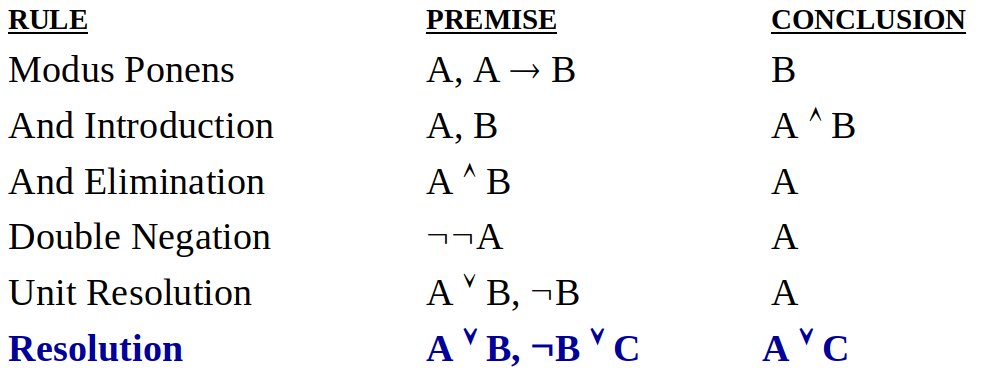 RULE PREMISE CONCLUSION
Modus Ponens A, A → B B
And Introduction A, B A ∧ B
And Elimination A ∧ B A
Double Negation ¬¬A A
Unit Resolution A ∨ B, ¬B A
Resolution A ∨ B, ¬B ∨ C A ∨ C